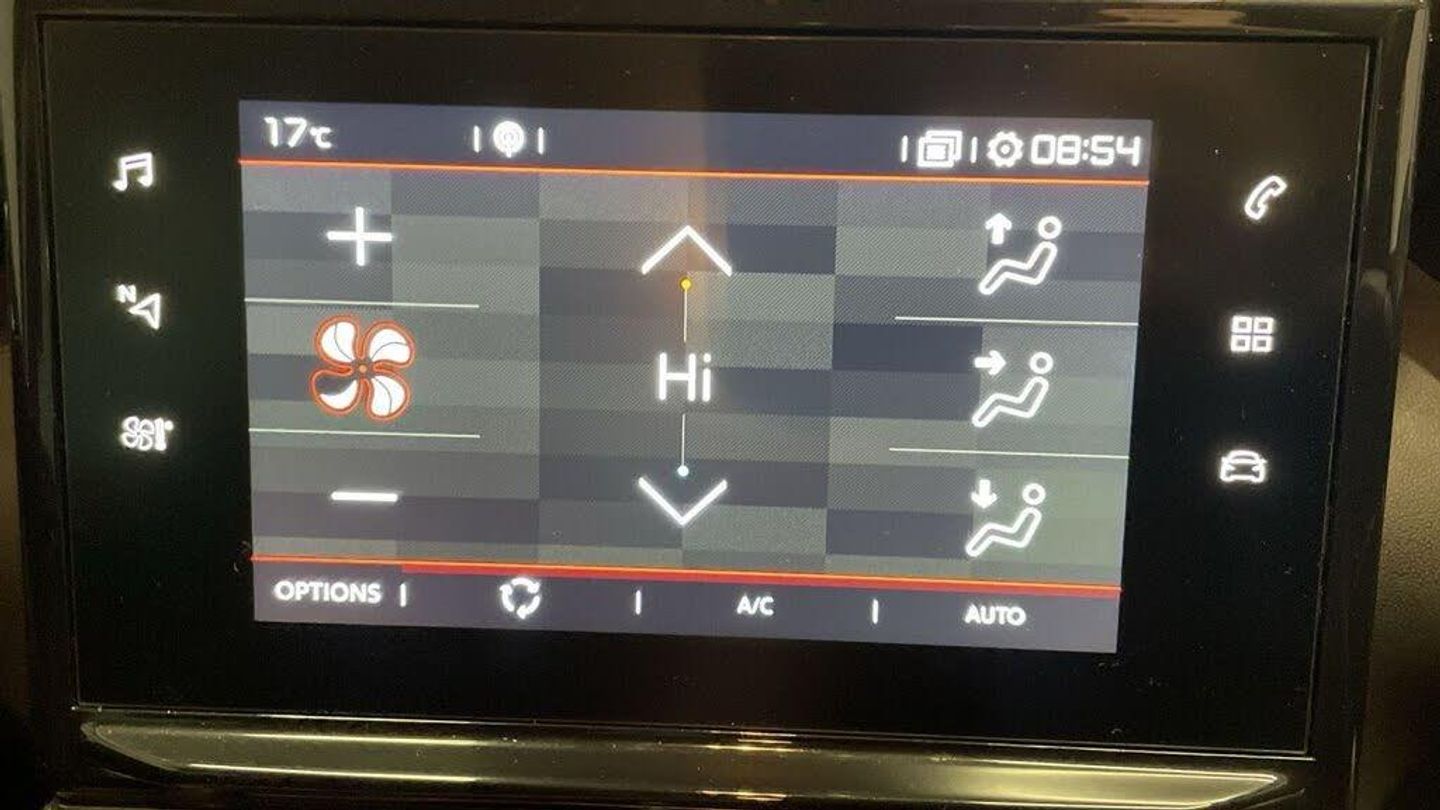 17℃ 08:54
N
Hi
OPTIONS A/C AUTO